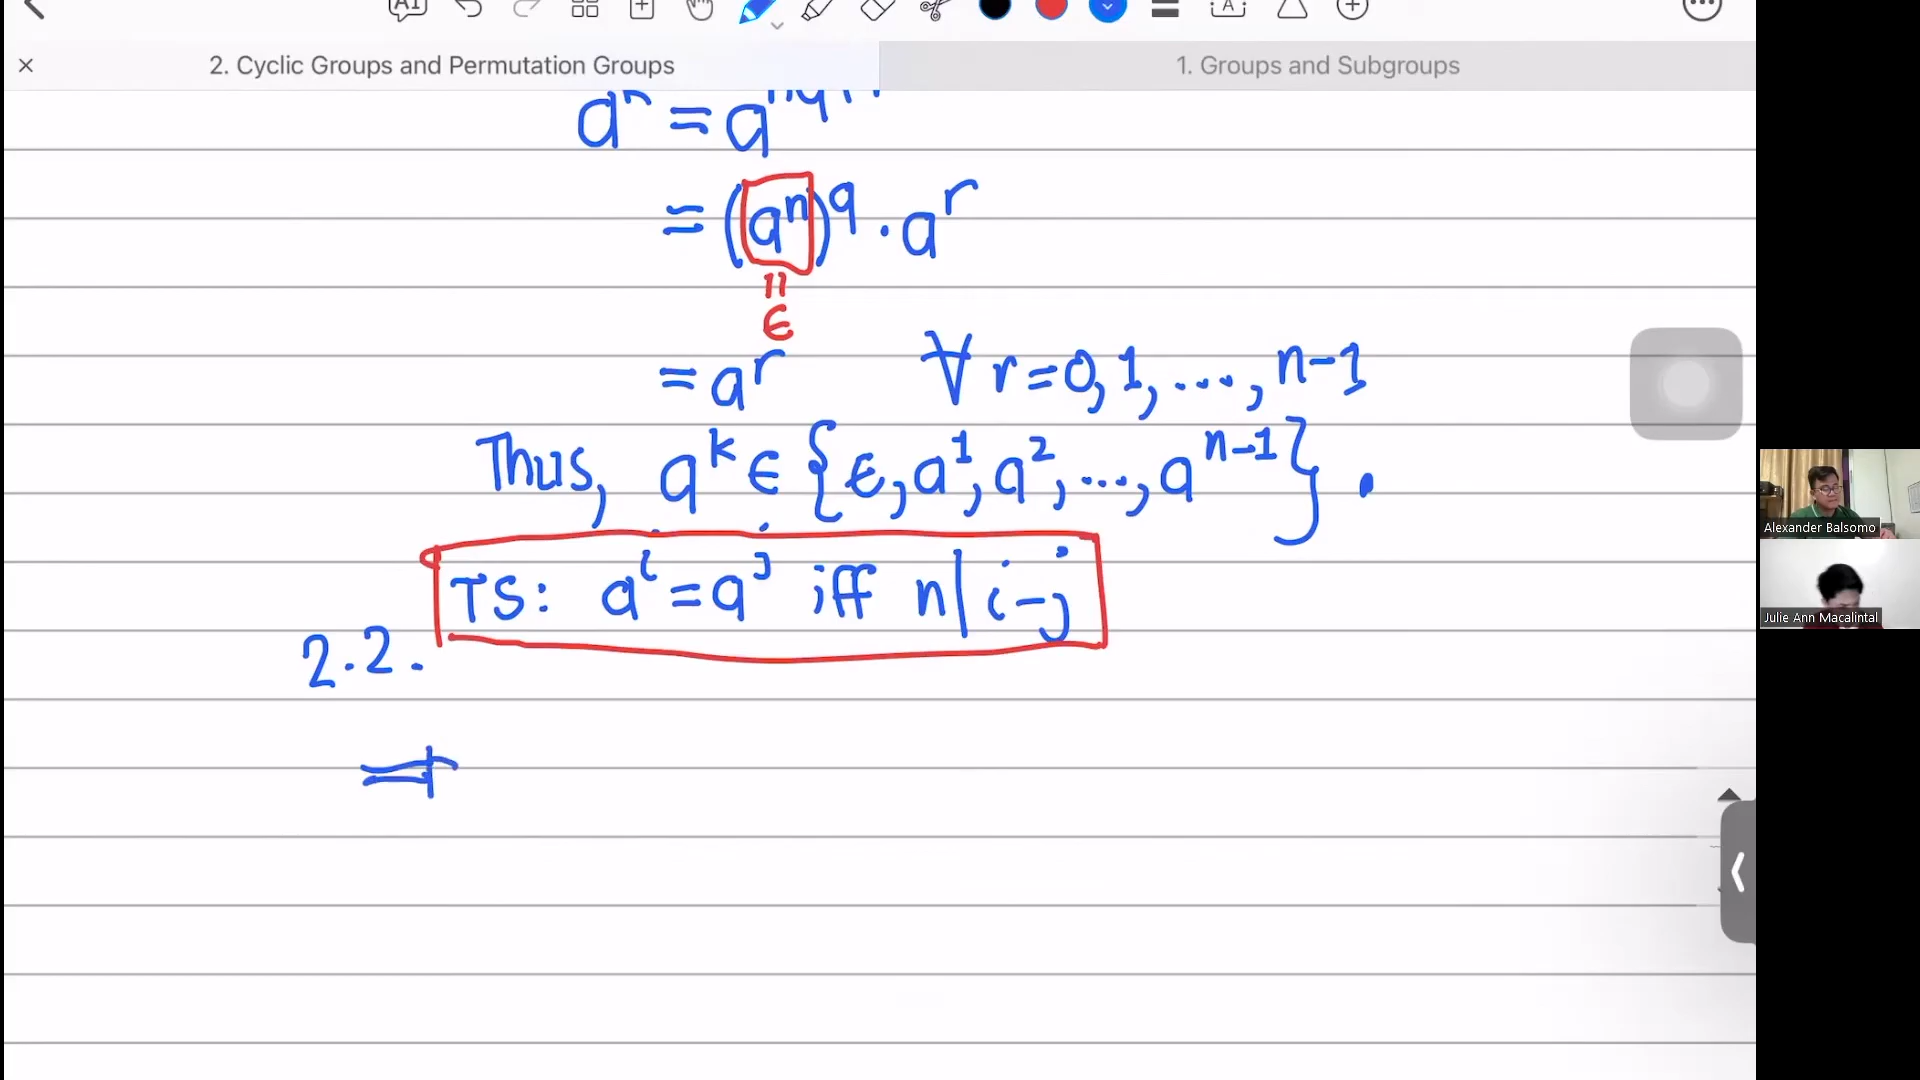 2. Cyclic Groups and Permutation Groups
1. Groups and Subgroups
= (aⁿ)^q · a^r
= ϵ
= a^r ∀ r = 0, 1, ..., n-1
Thus, a^k ∈ {ϵ, a¹, a², ..., a^(n-1)}.
TS: a^i = a^j iff n | i-j
2.2.
⇒
Alexander Balsomo
Julie Ann Macalintal